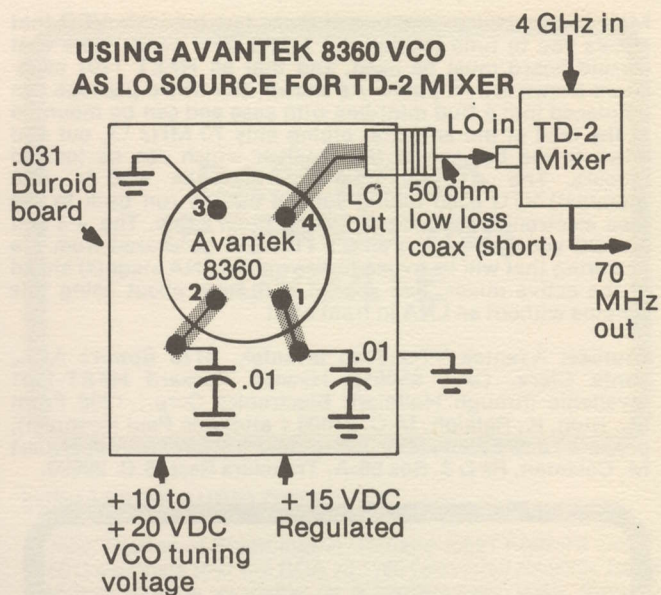 4 GHz in
USING AVANTEK 8360 VCO
AS LO SOURCE FOR TD-2 MIXER
.031
Duroid
board
3
4
Avantek
8360
2
1
.01
.01
LO
out
LO in
50 ohm
low loss
coax (short)
TD-2
Mixer
70
MHz
out
+ 10 to
+ 20 VDC
VCO tuning
voltage
+ 15 VDC
Regulated